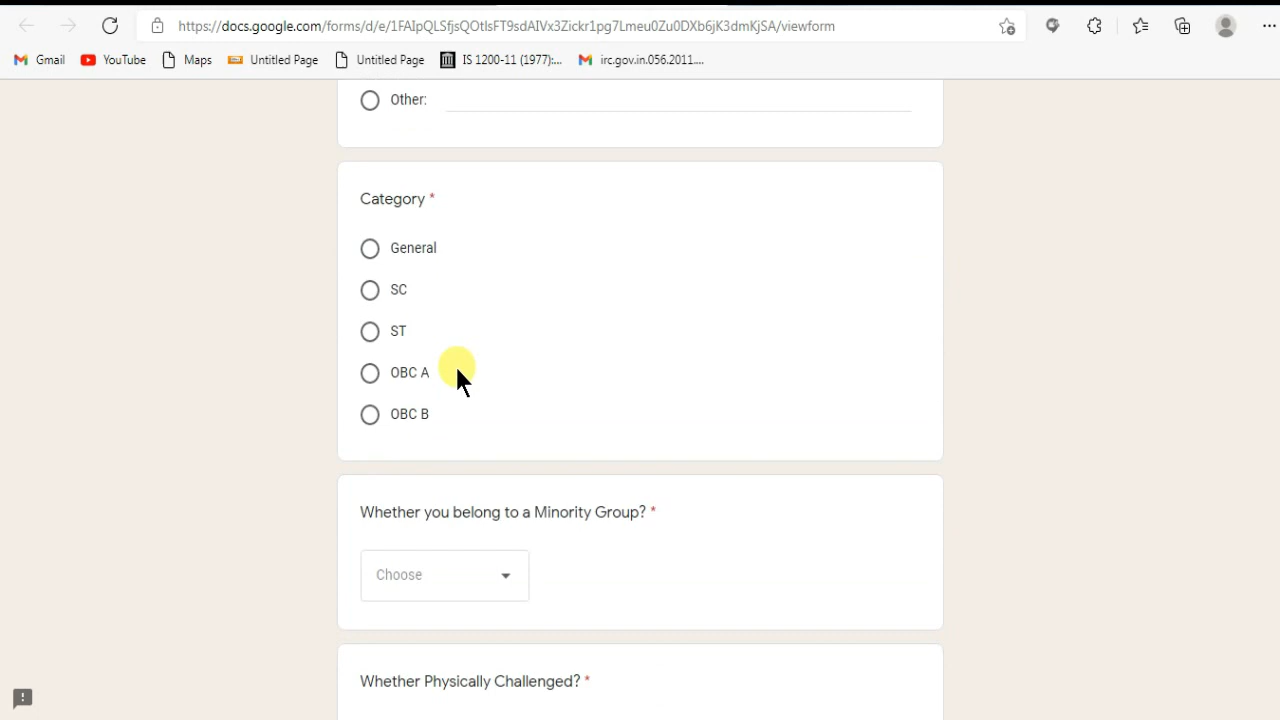 https://docs.google.com/forms/d/e/1FAIpQLSfjsQOtlsFT9sdAIVx3Zickr1pg7Lmeu0Zu0DXb6jK3dmKjSA/viewform
Gmail YouTube Maps Untitled Page Untitled Page IS 1200-11 (1977):... irc.gov.in.056.2011....
Other:
Category *
General
SC
ST
OBC A
OBC B
Whether you belong to a Minority Group? *
Choose
Whether Physically Challenged? *